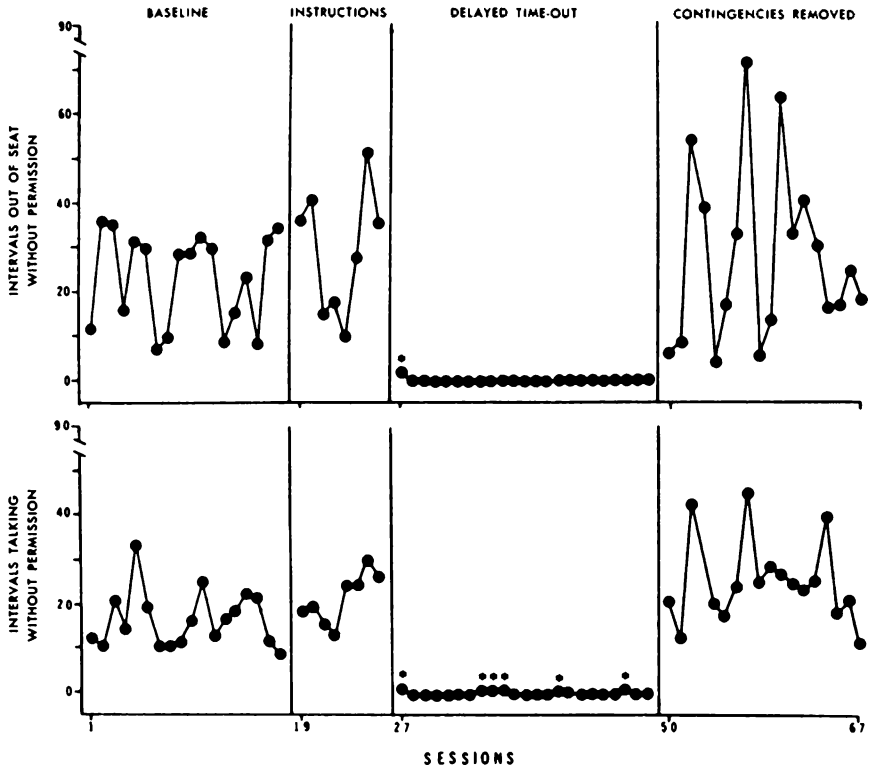 BASELINE INSTRUCTIONS DELAYED TIME-OUT CONTINGENCIES REMOVED
INTERVALS OUT OF SEAT
WITHOUT PERMISSION
90
60
40
20
0
*
INTERVALS TALKING
WITHOUT PERMISSION
90
40
20
0
* * * * * *
1 19 27 50 67
SESSIONS